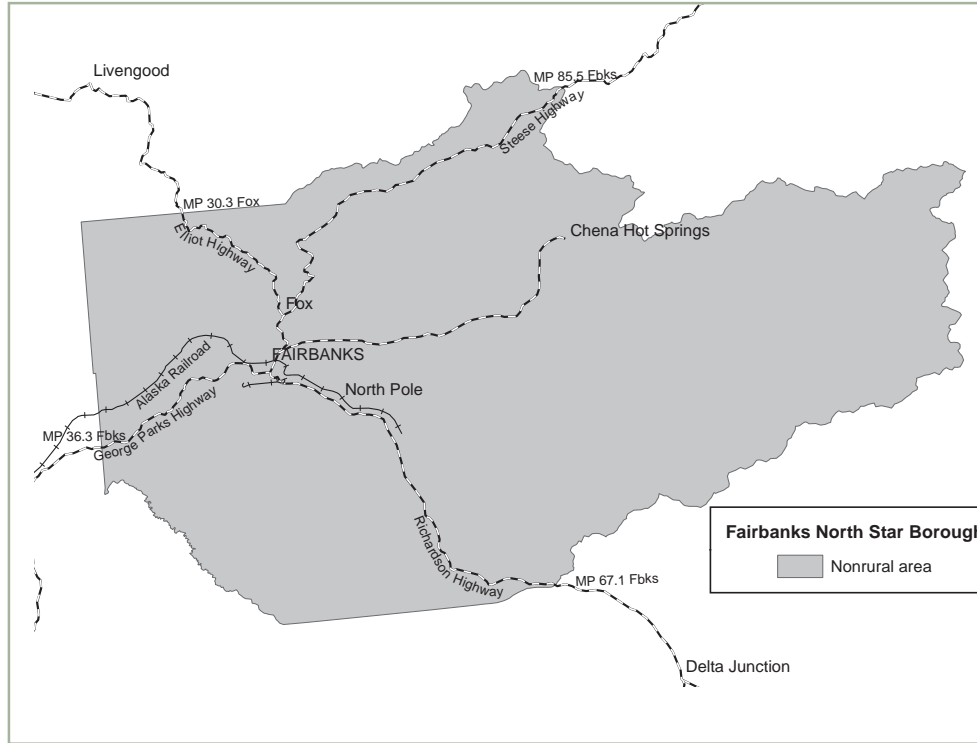 Livengood
MP 85.5 Fbks
Steese Highway
MP 30.3 Fox
Elliot Highway
Chena Hot Springs
Fox
FAIRBANKS
Alaska Railroad
North Pole
George Parks Highway
MP 36.3 Fbks
Richardson Highway
Fairbanks North Star Borough
Nonrural area
MP 67.1 Fbks
Delta Junction